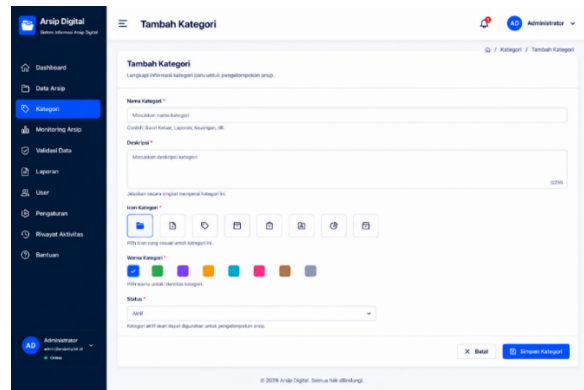 Arsip Digital
Sistem Informasi Arsip Digital
Tambah Kategori
AD
Administrator
/ Kategori / Tambah Kategori
Dashboard
Data Arsip
Kategori
Monitoring Arsip
Validasi Data
Laporan
User
Pengaturan
Riwayat Aktivitas
Bantuan
AD
Administrator
Online
Tambah Kategori
Lengkapi informasi kategori baru untuk pengelompokan arsip.
Nama Kategori *
Masukkan nama kategori
Contoh: Surat Keluar, Laporan, Keuangan, dll.
Deskripsi *
Masukkan deskripsi kategori
0/255
Jelaskan secara singkat mengenai kategori ini.
Icon Kategori *
Pilih icon yang sesuai untuk kategori ini.
Warna Kategori *
Pilih warna untuk identitas kategori.
Status *
Aktif
Kategori aktif akan dapat digunakan untuk pengelompokan arsip.
Batal
Simpan Kategori
Arsip Digital. Semua hak dilindungi.